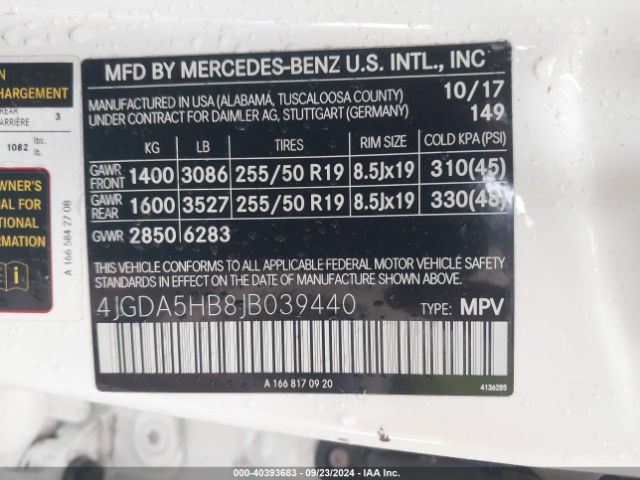 N
CHARGEMENT
REAR
ARRIÈRE 3
lbs.
1082 lb.
WNER'S
UAL FOR
TIONAL
RMATION
A 166 584 27 08
MFD BY MERCEDES-BENZ U.S. INTL., INC
MANUFACTURED IN USA (ALABAMA, TUSCALOOSA COUNTY) 10/17
UNDER CONTRACT FOR DAIMLER AG, STUTTGART (GERMANY) 149
KG LB TIRES RIM SIZE COLD KPA(PSI)
GAWR FRONT 1400 3086 255/50 R19 8.5Jx19 310(45)
GAWR REAR 1600 3527 255/50 R19 8.5Jx19 330(48)
GVWR 2850 6283
THIS VEHICLE CONFORMS TO ALL APPLICABLE FEDERAL MOTOR VEHICLE SAFETY
STANDARDS IN EFFECT ON THE DATE OF MANUFACTURE SHOWN ABOVE.
4JGDA5HB8JB039440 TYPE: MPV
A 166 817 09 20
4136285
000-40393683 - 09/23/2024 - IAA Inc.